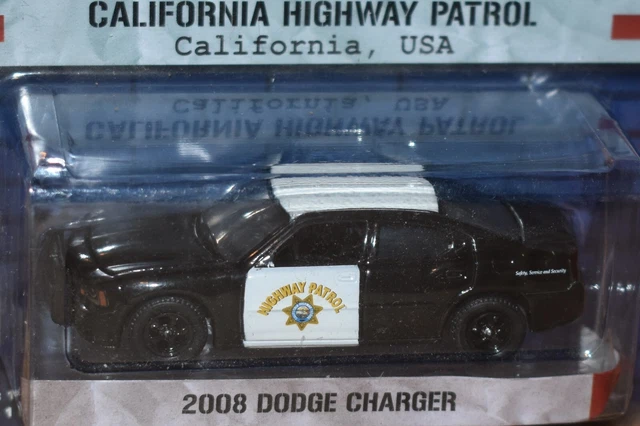 CALIFORNIA HIGHWAY PATROL
California, USA
HIGHWAY PATROL
Safety, Service and Security
2008 DODGE CHARGER